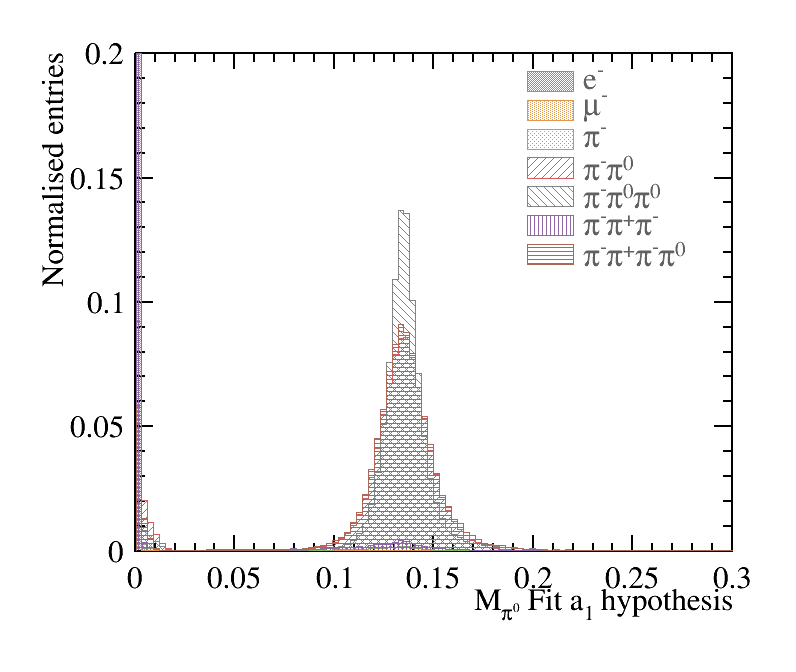 Normalised entries
0.2
0.15
0.1
0.05
0
0 0.05 0.1 0.15 0.2 0.25 0.3
M_π⁰ Fit a₁ hypothesis
e⁻
μ⁻
π⁻
π⁻π⁰
π⁻π⁰π⁰
π⁻π⁺π⁻
π⁻π⁺π⁻π⁰